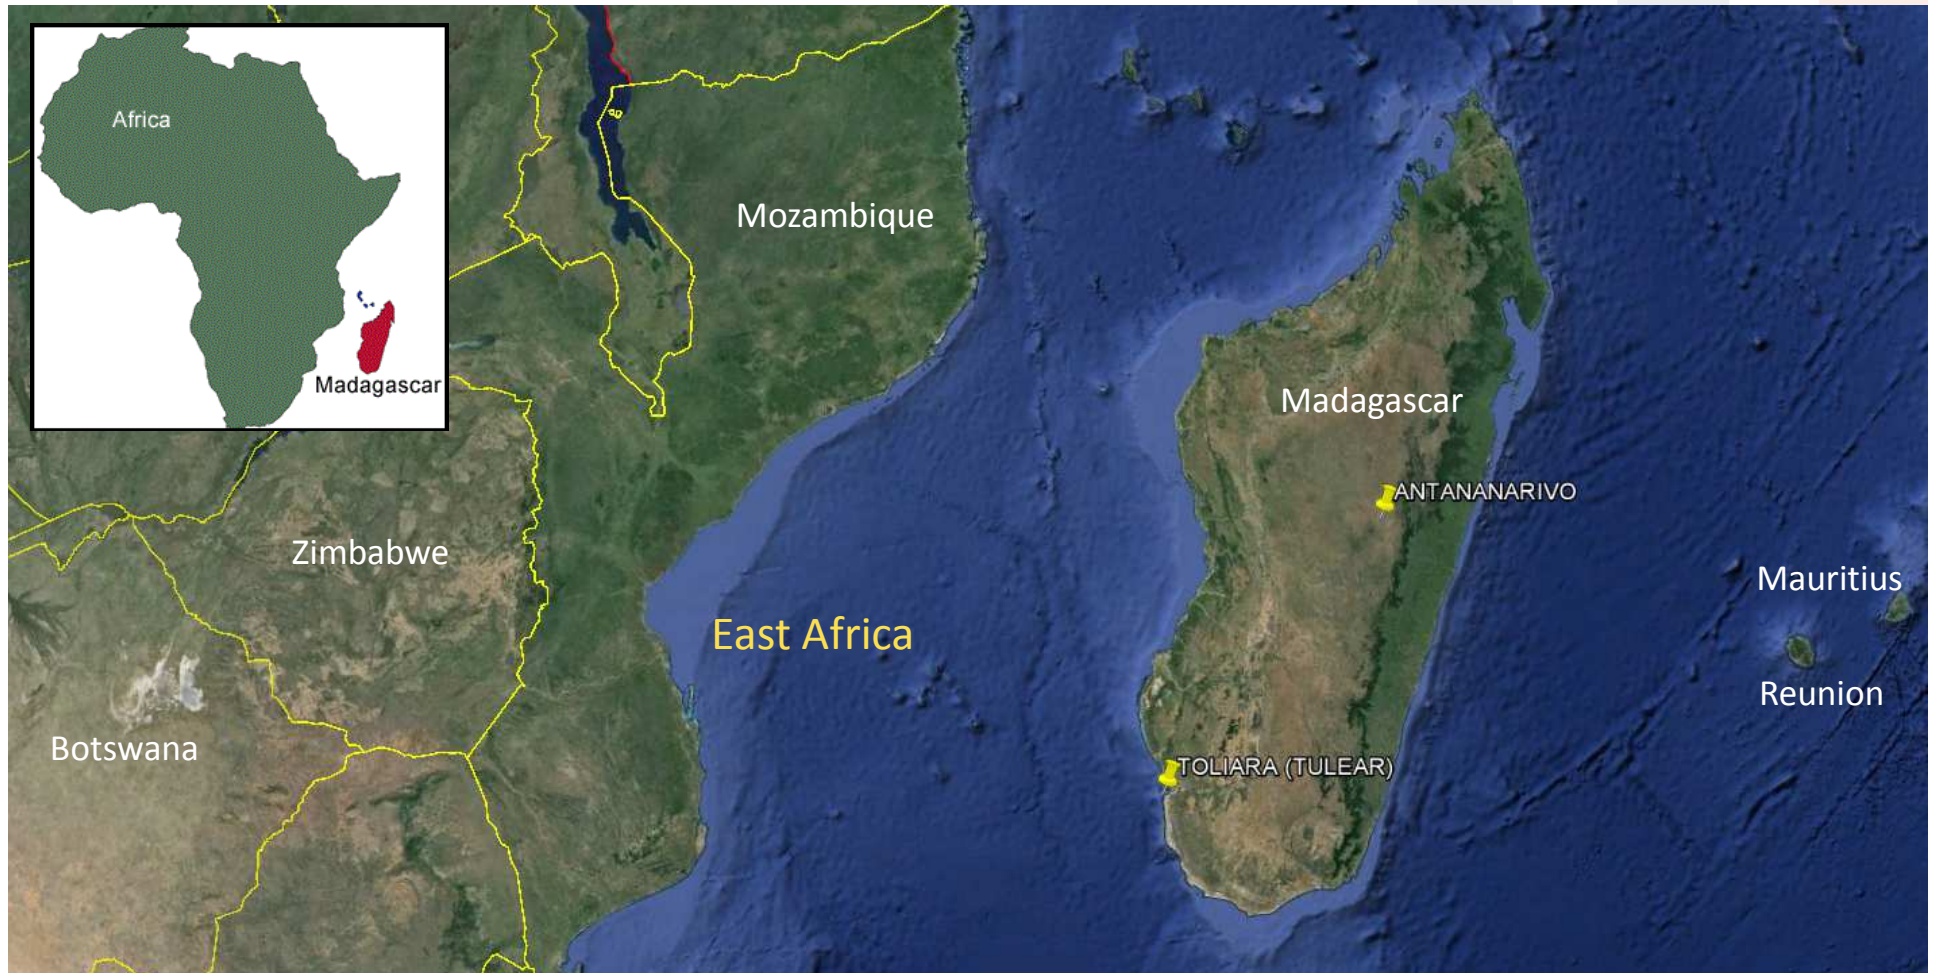 Africa
Madagascar
Mozambique
Madagascar
ANTANANARIVO
Zimbabwe
Mauritius
East Africa
Reunion
Botswana
TOLIARA (TULEAR)